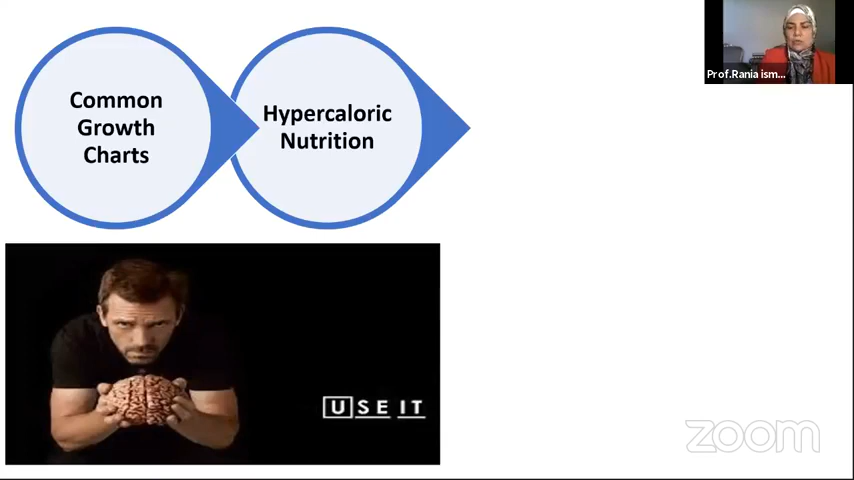 Common
Growth
Charts
Hypercaloric
Nutrition
Prof.Rania ism...
USE IT
zoom